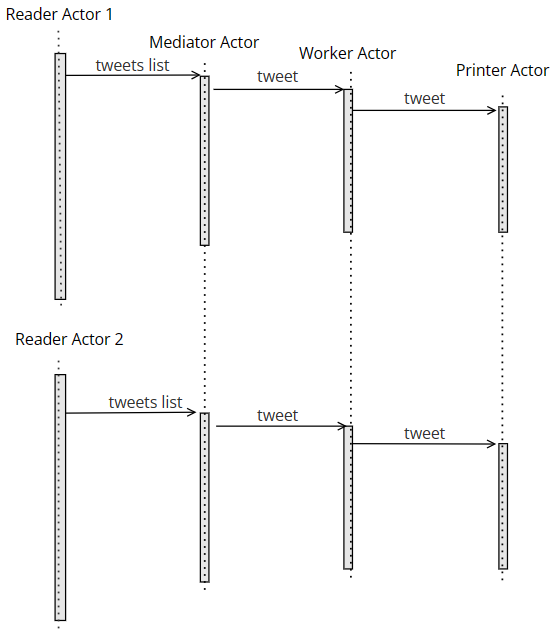 Reader Actor 1
Mediator Actor
Worker Actor
Printer Actor
tweets list
tweet
tweet
Reader Actor 2
tweets list
tweet
tweet